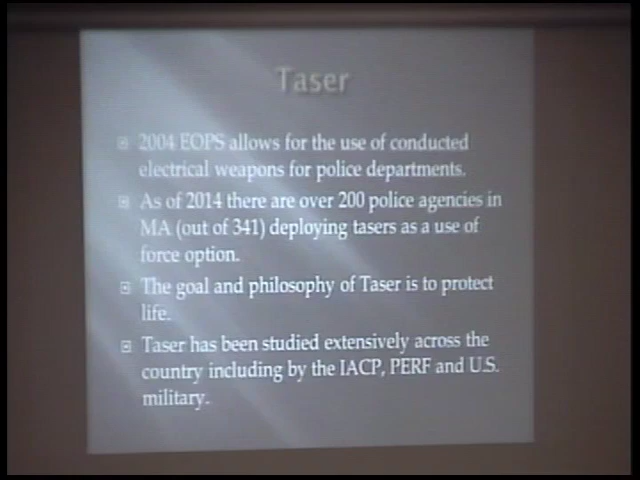 Taser
2004 EOPS allows for the use of conducted
electrical weapons for police departments.
As of 2014 there are over 200 police agencies in
MA (out of 341) deploying tasers as a use of
force option.
The goal and philosophy of Taser is to protect
life.
Taser has been studied extensively across the
country including by the IACP, PERF and U.S.
military.